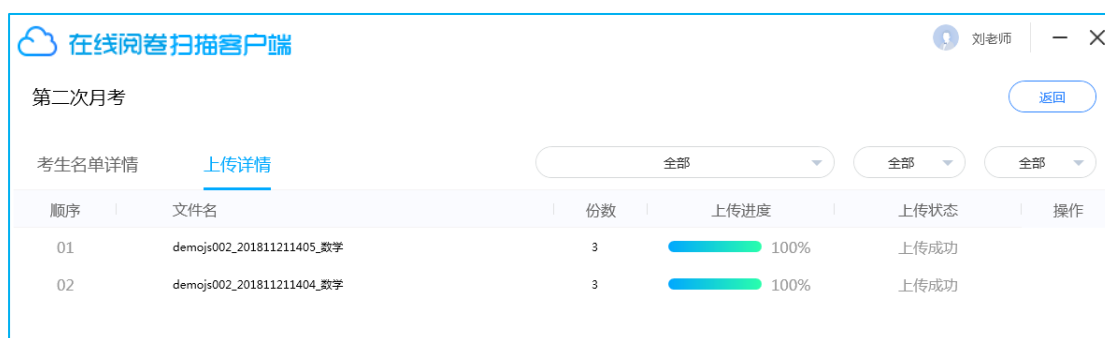 在线阅卷扫描客户端 刘老师
第二次月考 返回
考生名单详情 上传详情 全部 全部 全部
顺序 文件名 份数 上传进度 上传状态 操作
01 demojs002_201811211405_数学 3 100% 上传成功
02 demojs002_201811211404_数学 3 100% 上传成功